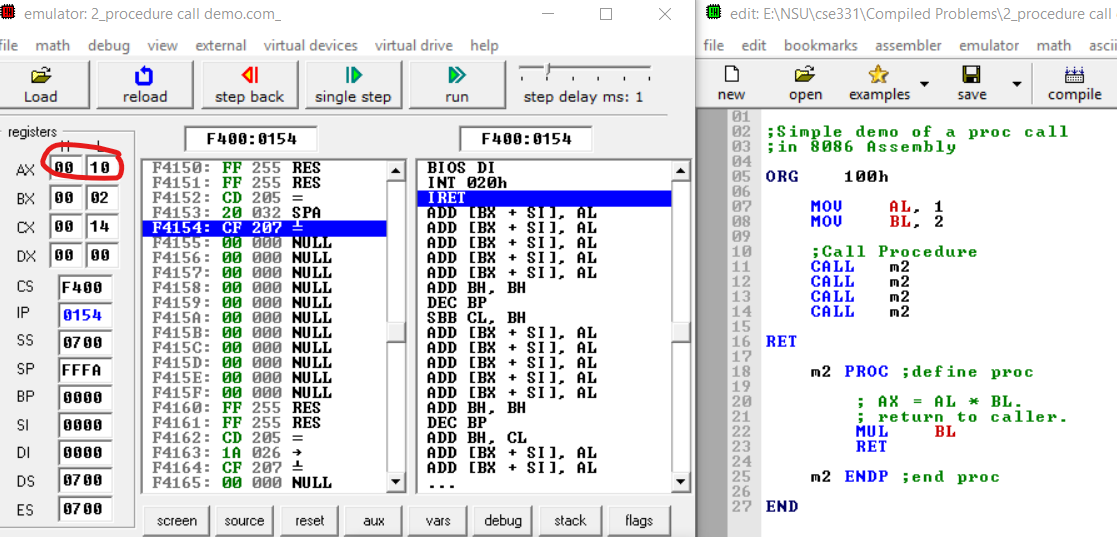 emulator: 2_procedure call demo.com_
file math debug view external virtual devices virtual drive help
Load reload step back single step run step delay ms: 1
registers F400:0154 F400:0154
H L
AX 00 10
BX 00 02
CX 00 14
DX 00 00
CS F400
IP 0154
SS 0700
SP FFFA
BP 0000
SI 0000
DI 0000
DS 0700
ES 0700
F4150: FF 255 RES
F4151: FF 255 RES
F4152: CD 205 =
F4153: 20 032 SPA
F4154: CF 207 ╧
F4155: 00 000 NULL
F4156: 00 000 NULL
F4157: 00 000 NULL
F4158: 00 000 NULL
F4159: 00 000 NULL
F415A: 00 000 NULL
F415B: 00 000 NULL
F415C: 00 000 NULL
F415D: 00 000 NULL
F415E: 00 000 NULL
F415F: 00 000 NULL
F4160: FF 255 RES
F4161: FF 255 RES
F4162: CD 205 =
F4163: 1A 026 →
F4164: CF 207 ╧
F4165: 00 000 NULL
BIOS DI
INT 020h
IRET
ADD [BX + SI], AL
ADD [BX + SI], AL
ADD [BX + SI], AL
ADD [BX + SI], AL
ADD [BX + SI], AL
ADD BH, BH
DEC BP
SBB CL, BH
ADD [BX + SI], AL
ADD [BX + SI], AL
ADD [BX + SI], AL
ADD [BX + SI], AL
ADD [BX + SI], AL
ADD BH, BH
DEC BP
ADD BH, CL
ADD [BX + SI], AL
ADD [BX + SI], AL
...
screen source reset aux vars debug stack flags
edit: E:\NSU\cse331\Compiled Problems\2_procedure call
file edit bookmarks assembler emulator math ascii
new open examples save compile
01
02 ;Simple demo of a proc call
03 ;in 8086 Assembly
04
05 ORG 100h
06
07 MOV AL, 1
08 MOV BL, 2
09
10 ;Call Procedure
11 CALL m2
12 CALL m2
13 CALL m2
14 CALL m2
15
16 RET
17
18 m2 PROC ;define proc
19
20 ; AX = AL * BL.
21 ; return to caller.
22 MUL BL
23 RET
24
25 m2 ENDP ;end proc
26
27 END